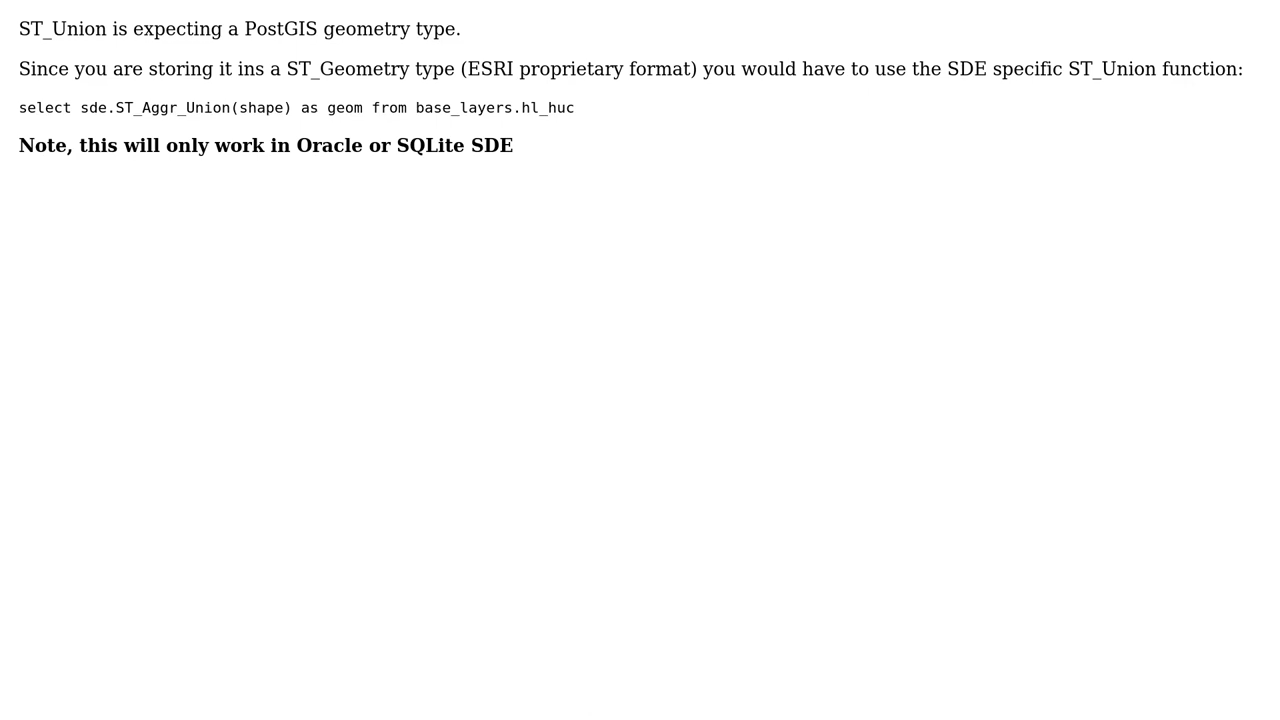 ST_Union is expecting a PostGIS geometry type.
Since you are storing it ins a ST_Geometry type (ESRI proprietary format) you would have to use the SDE specific ST_Union function:
select sde.ST_Aggr_Union(shape) as geom from base_layers.hl_huc
Note, this will only work in Oracle or SQLite SDE